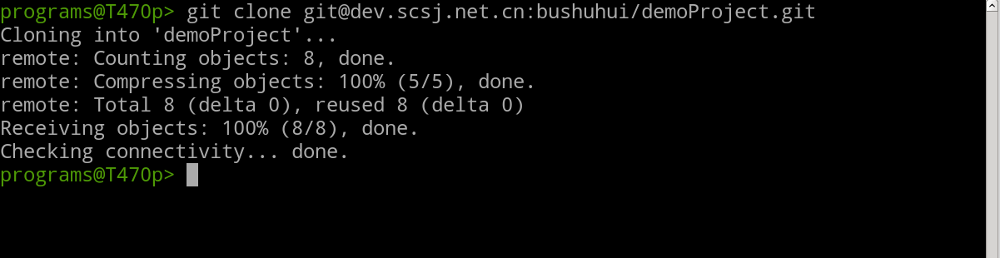 programs@T470p> git clone git@dev.scsj.net.cn:bushuhui/demoProject.git
Cloning into 'demoProject'...
remote: Counting objects: 8, done.
remote: Compressing objects: 100% (5/5), done.
remote: Total 8 (delta 0), reused 8 (delta 0)
Receiving objects: 100% (8/8), done.
Checking connectivity... done.
programs@T470p>